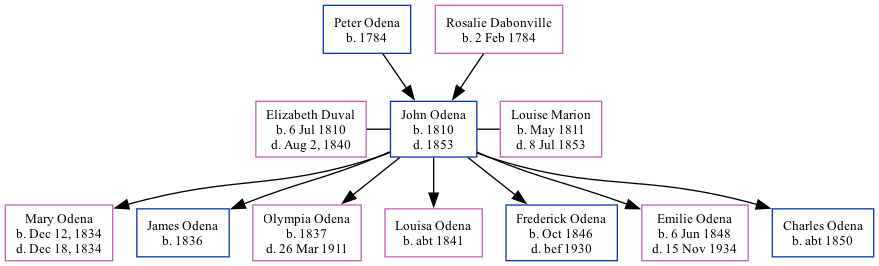 Peter Odena
b. 1784
Rosalie Dabonville
b. 2 Feb 1784
Elizabeth Duval
b. 6 Jul 1810
d. Aug 2, 1840
John Odena
b. 1810
d. 1853
Louise Marion
b. May 1811
d. 8 Jul 1853
Mary Odena
b. Dec 12, 1834
d. Dec 18, 1834
James Odena
b. 1836
Olympia Odena
b. 1837
d. 26 Mar 1911
Louisa Odena
b. abt 1841
Frederick Odena
b. Oct 1846
d. bef 1930
Emilie Odena
b. 6 Jun 1848
d. 15 Nov 1934
Charles Odena
b. abt 1850